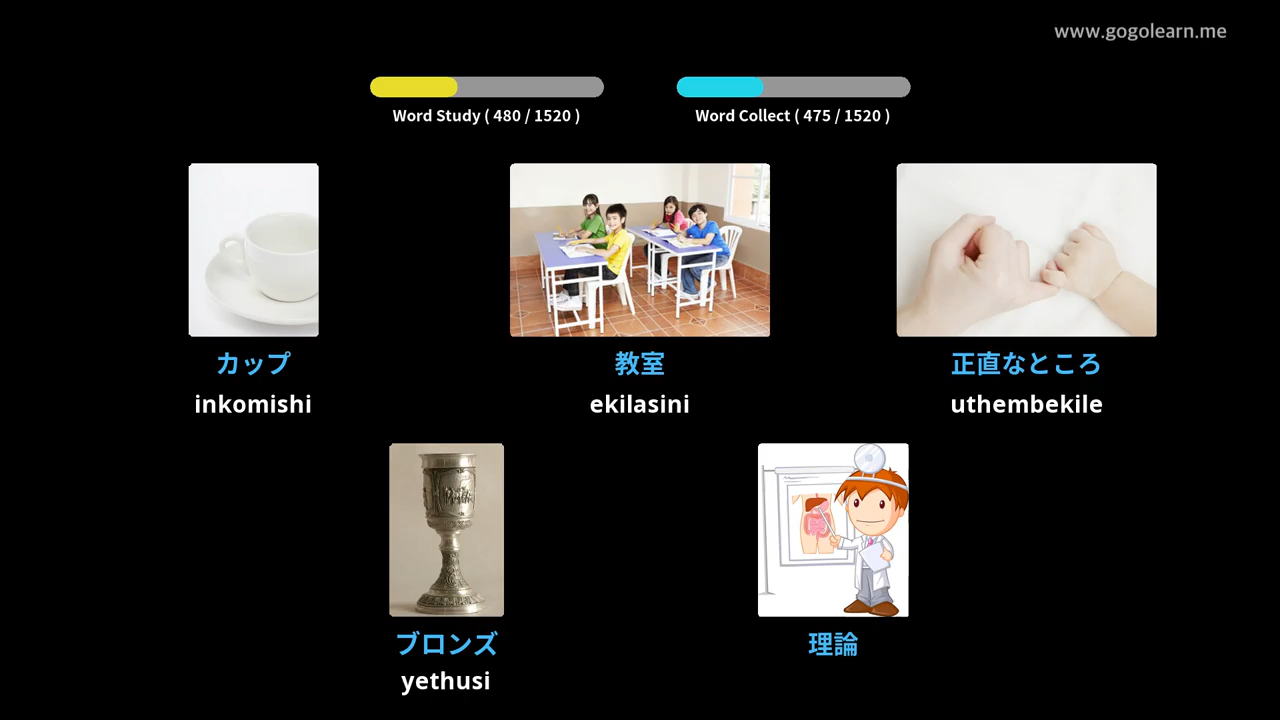 www.gogolearn.me
Word Study ( 480 / 1520 )
Word Collect ( 475 / 1520 )
カップ
教室
正直なところ
inkomishi
ekilasini
uthembekile
ブロンズ
理論
yethusi